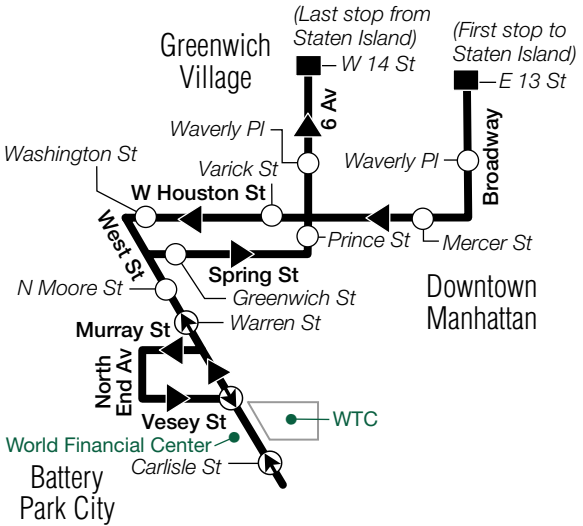 (Last stop from
Staten Island)
(First stop to
Staten Island)
Greenwich
Village
W 14 St
E 13 St
6 Av
Broadway
Waverly Pl
Waverly Pl
Washington St
Varick St
W Houston St
West St
Prince St
Mercer St
Spring St
Greenwich St
N Moore St
Downtown
Manhattan
Warren St
Murray St
North
End Av
Vesey St
WTC
World Financial Center
Carlisle St
Battery
Park City